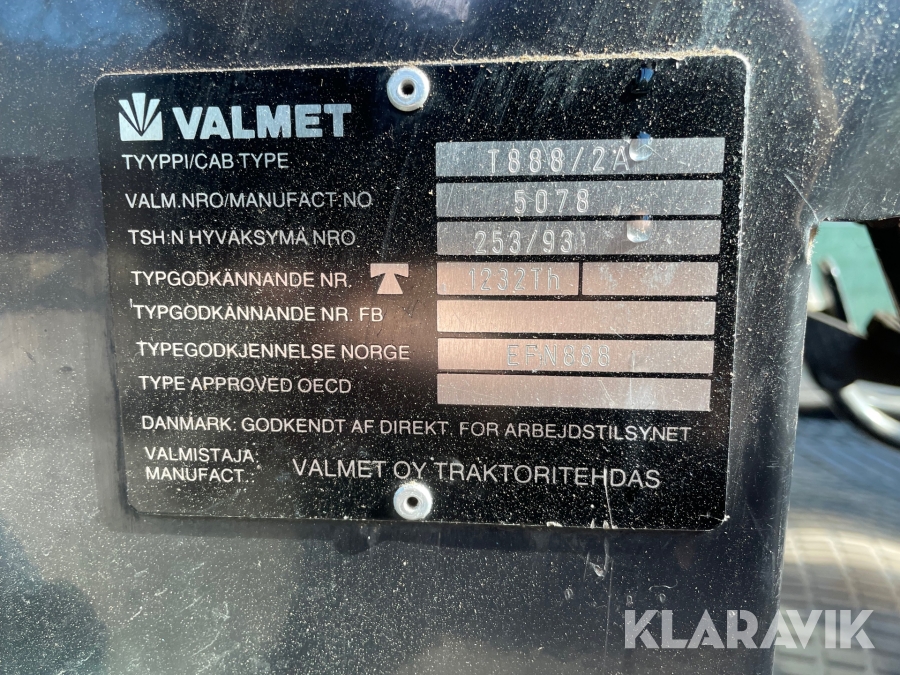 VALMET
TYYPPI/CAB TYPE T888/2A
VALM.NRO/MANUFACT.NO 5078
TSH:N HYVÄKSYMÄ NRO 253/93
TYPGODKÄNNANDE NR. T 1232Th
TYPGODKÄNNANDE NR. FB
TYPEGODKJENNELSE NORGE EFN888
TYPE APPROVED OECD
DANMARK: GODKENDT AF DIREKT. FOR ARBEJDSTILSYNET
VALMISTAJA:
MANUFACT.: VALMET OY TRAKTORITEHDAS
KLARAVIK